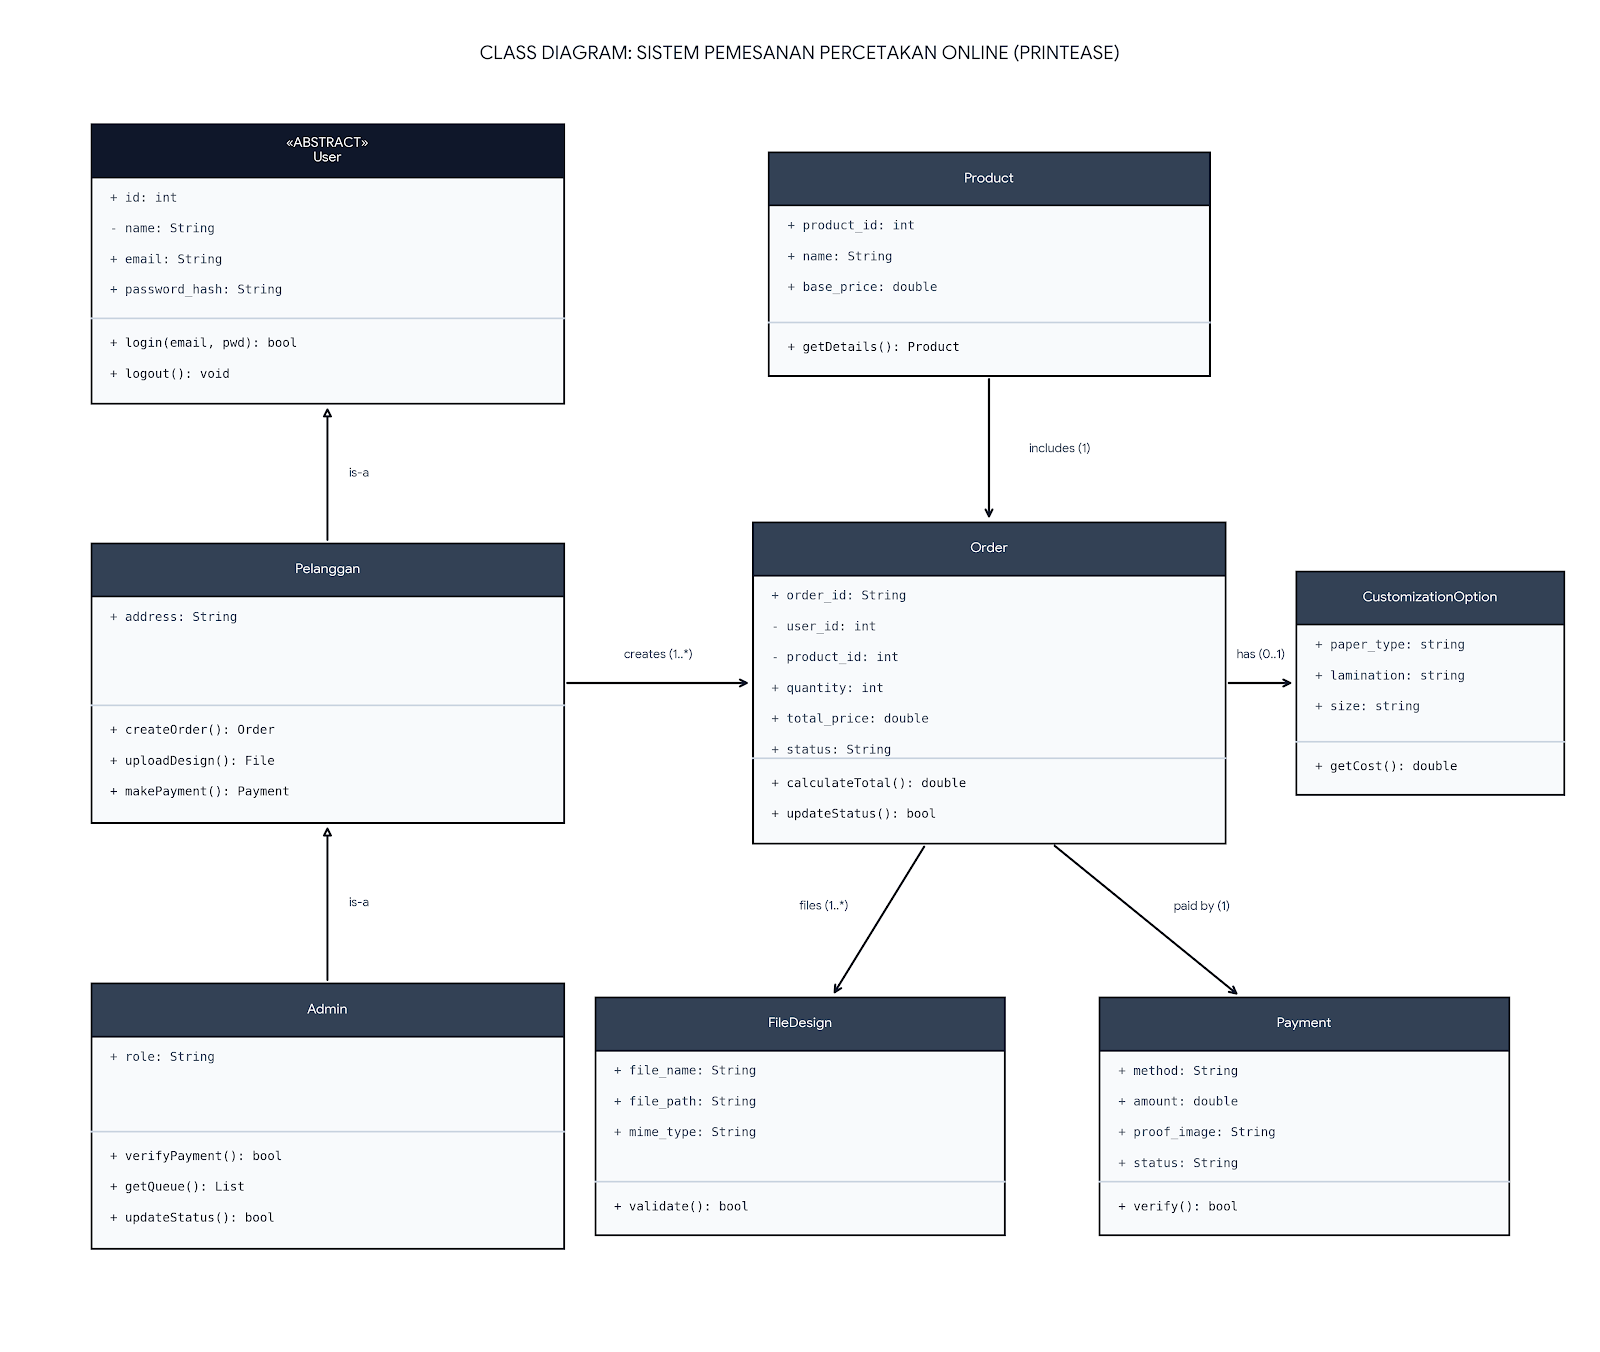 CLASS DIAGRAM: SISTEM PEMESANAN PERCETAKAN ONLINE (PRINTEASE)
«ABSTRACT»
User
+ id: int
- name: String
+ email: String
+ password_hash: String
+ login(email, pwd): bool
+ logout(): void
Product
+ product_id: int
+ name: String
+ base_price: double
+ getDetails(): Product
is-a
includes (1)
Pelanggan
+ address: String
+ createOrder(): Order
+ uploadDesign(): File
+ makePayment(): Payment
creates (1..*)
Order
+ order_id: String
- user_id: int
- product_id: int
+ quantity: int
+ total_price: double
+ status: String
+ calculateTotal(): double
+ updateStatus(): bool
has (0..1)
CustomizationOption
+ paper_type: string
+ lamination: string
+ size: string
+ getCost(): double
is-a
files (1..*)
paid by (1)
Admin
+ role: String
+ verifyPayment(): bool
+ getQueue(): List
+ updateStatus(): bool
FileDesign
+ file_name: String
+ file_path: String
+ mime_type: String
+ validate(): bool
Payment
+ method: String
+ amount: double
+ proof_image: String
+ status: String
+ verify(): bool